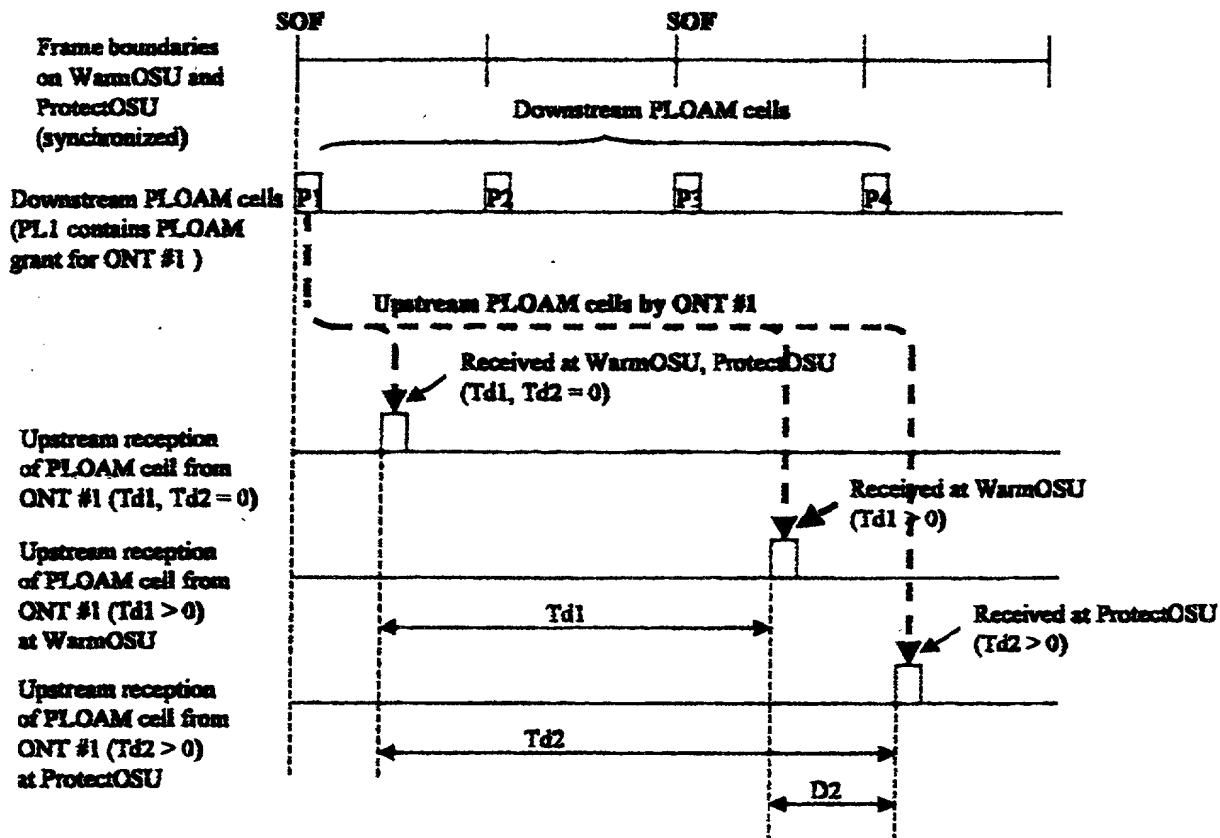 SOF
SOF
Frame boundaries
on WarmOSU and
ProtectOSU
(synchronized)
Downstream PLOAM cells
P1
P2
P3
P4
Downstream PLOAM cells
(PL1 contains PLOAM
grant for ONT #1 )
Upstream PLOAM cells by ONT #1
Received at WarmOSU, ProtectOSU
(Td1, Td2 = 0)
Upstream reception
of PLOAM cell from
ONT #1 (Td1, Td2 = 0)
Received at WarmOSU
(Td1 > 0)
Upstream reception
of PLOAM cell from
ONT #1 (Td1 > 0)
at WarmOSU
Td1
Received at ProtectOSU
(Td2 > 0)
Upstream reception
of PLOAM cell from
ONT #1 (Td2 > 0)
at ProtectOSU
Td2
D2